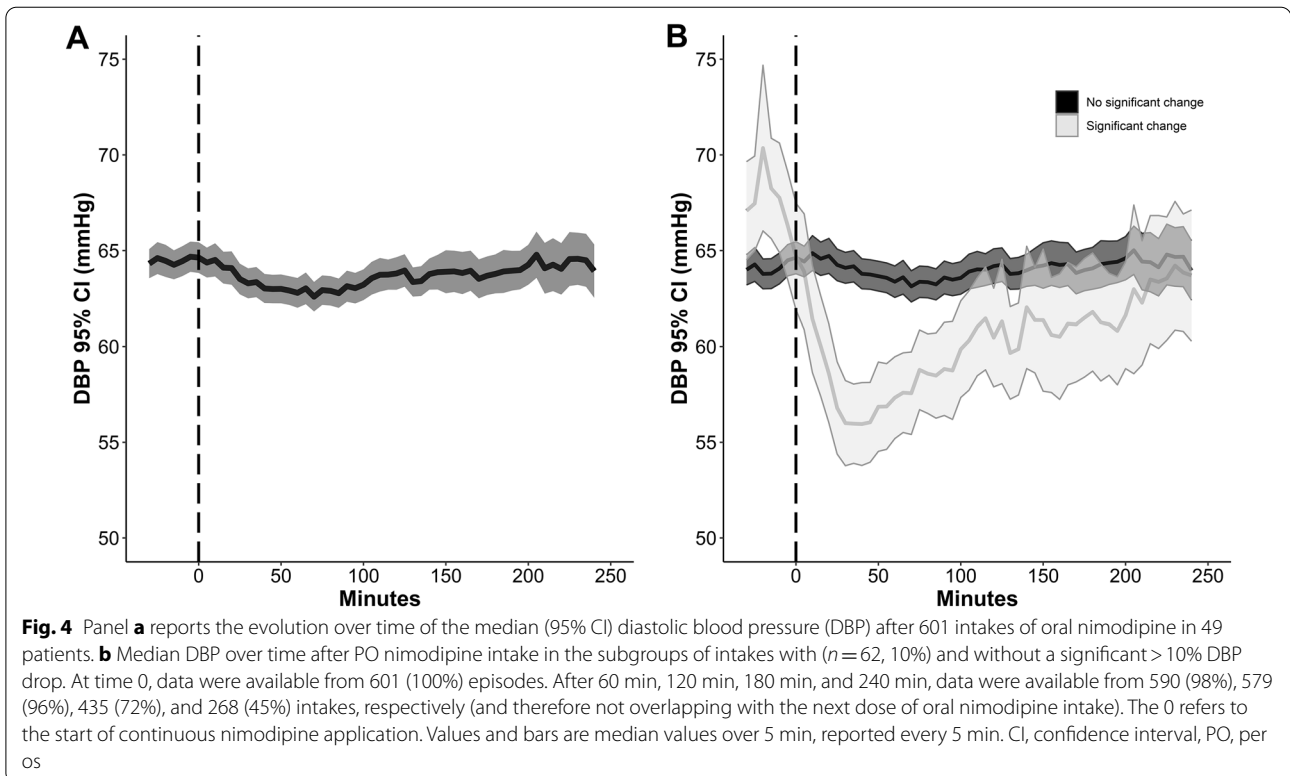 A
B
75
70
65
60
55
50
DBP 95% CI (mmHg)
0
50
100
150
200
250
Minutes
75
70
65
60
55
50
DBP 95% CI (mmHg)
No significant change
Significant change
0
50
100
150
200
250
Minutes
Fig. 4 Panel a reports the evolution over time of the median (95% CI) diastolic blood pressure (DBP) after 601 intakes of oral nimodipine in 49
patients. b Median DBP over time after PO nimodipine intake in the subgroups of intakes with (n = 62, 10%) and without a significant > 10% DBP
drop. At time 0, data were available from 601 (100%) episodes. After 60 min, 120 min, 180 min, and 240 min, data were available from 590 (98%), 579
(96%), 435 (72%), and 268 (45%) intakes, respectively (and therefore not overlapping with the next dose of oral nimodipine intake). The 0 refers to
the start of continuous nimodipine application. Values and bars are median values over 5 min, reported every 5 min. CI, confidence interval, PO, per
os